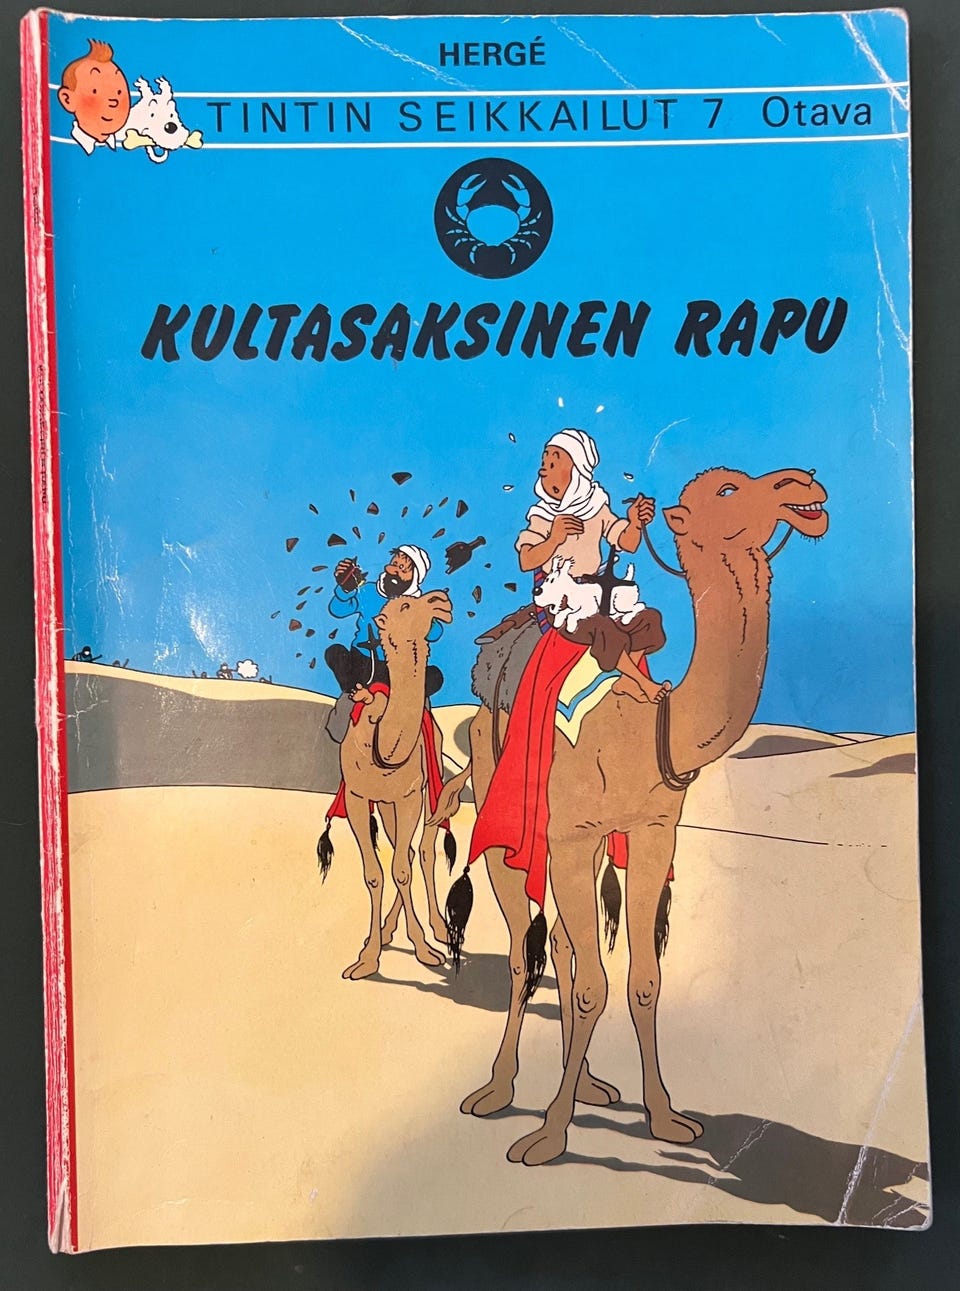 HERGÉ
TINTIN SEIKKAILUT 7 Otava
KULTASAKSINEN RAPU